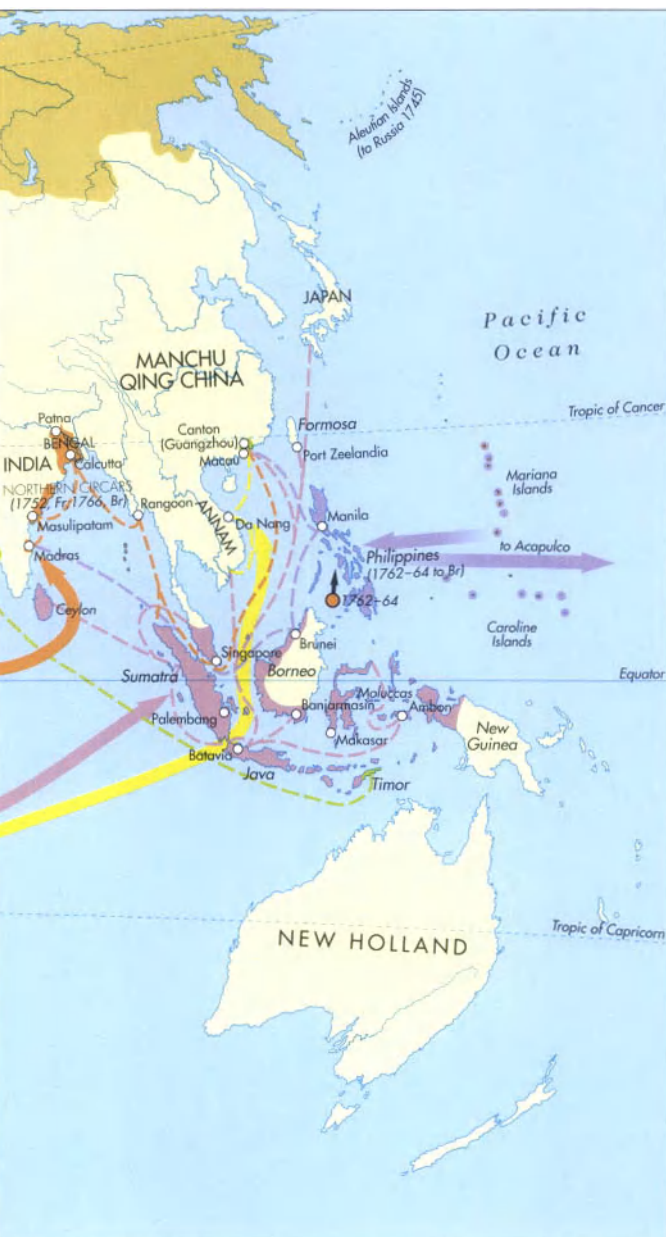 Aleutian Islands
(to Russia 1745)
JAPAN
Pacific
Ocean
MANCHU
QING CHINA
Tropic of Cancer
Patna
BENGAL
Calcutta
INDIA
Canton
(Guangzhou)
Macau
Formosa
Port Zeelandia
NORTHERN CIRCARS
(1752, Fr; 1766, Br)
Masulipatam
Rangoon
ANNAM
Da Nang
Manila
Mariana
Islands
Madras
Philippines
(1762–64 to Br)
to Acapulco
Ceylon
1762–64
Caroline
Islands
Singapore
Brunei
Sumatra
Borneo
Equator
Palembang
Banjarmasin
Moluccas
Ambon
Makasar
New
Guinea
Batavia
Java
Timor
NEW HOLLAND
Tropic of Capricorn